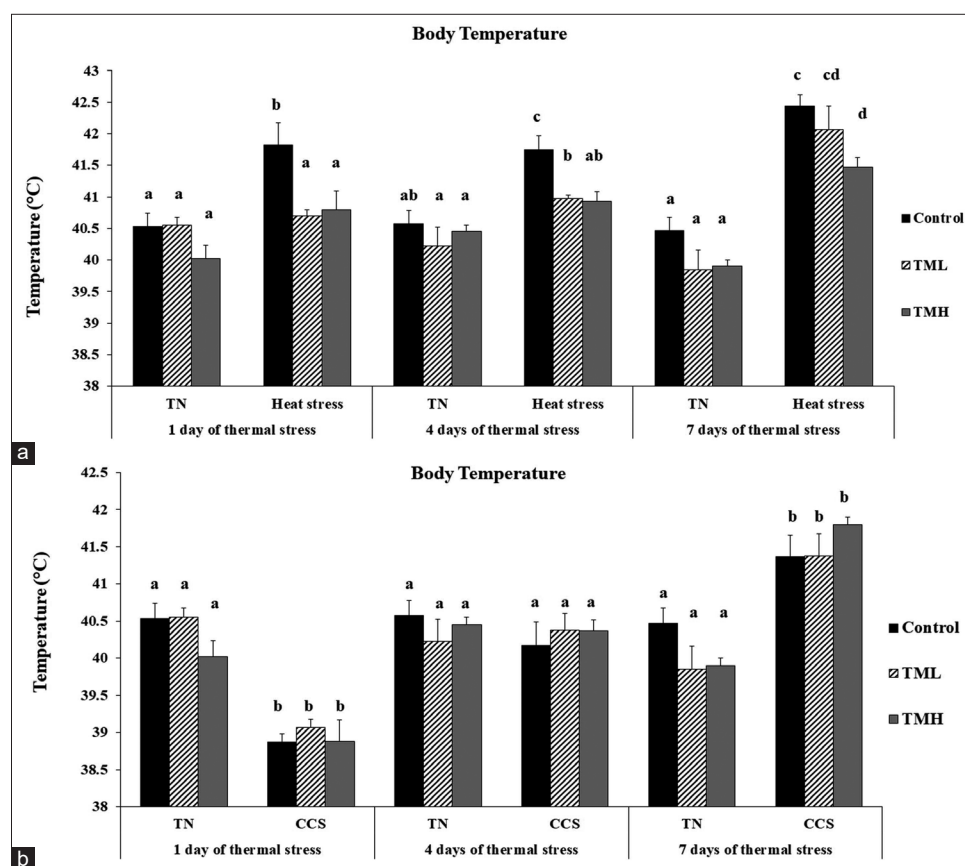 Body Temperature
43
42.5
42
41.5
41
40.5
40
39.5
39
38.5
38
Temperature (°C)
a a a b a a ab a a c b ab a a a c cd d
Control
TML
TMH
TN Heat stress TN Heat stress TN Heat stress
1 day of thermal stress 4 days of thermal stress 7 days of thermal stress
a
Body Temperature
42.5
42
41.5
41
40.5
40
39.5
39
38.5
38
Temperature (°C)
a a a b b b a a a a a a a a a b b b
Control
TML
TMH
TN CCS TN CCS TN CCS
1 day of thermal stress 4 days of thermal stress 7 days of thermal stress
b